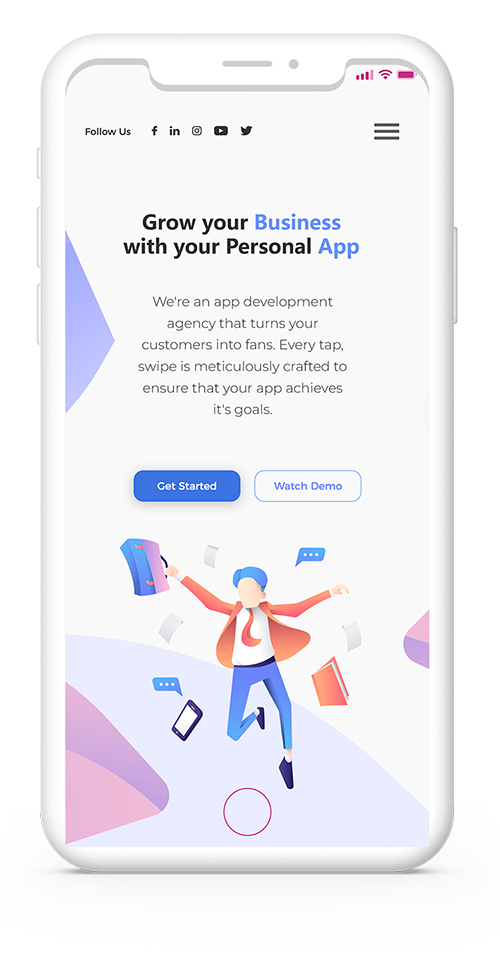 Follow Us
Grow your Business
with your Personal App
We're an app development
agency that turns your
customers into fans. Every tap,
swipe is meticulously crafted to
ensure that your app achieves
it's goals.
Get Started
Watch Demo